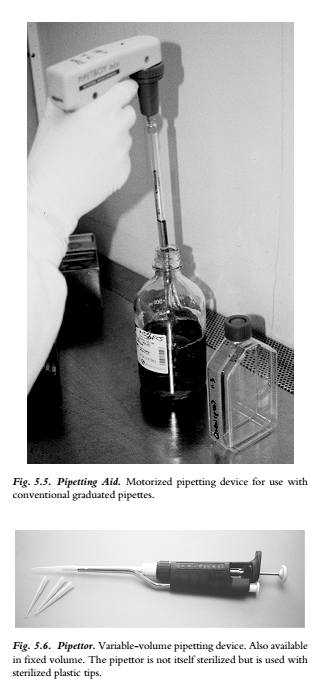 PIPETBOY acu
Fig. 5.5. Pipetting Aid. Motorized pipetting device for use with
conventional graduated pipettes.
Fig. 5.6. Pipettor. Variable-volume pipetting device. Also available
in fixed volume. The pipettor is not itself sterilized but is used with
sterilized plastic tips.